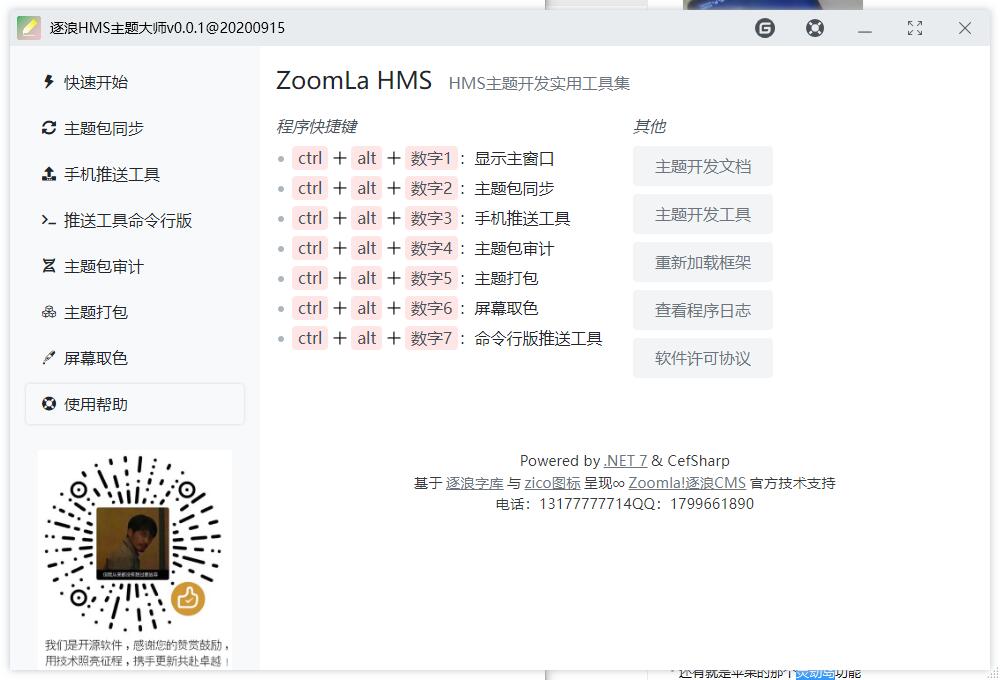 逐浪HMS主题大师v0.0.1@20200915
快速开始
主题包同步
手机推送工具
推送工具命令行版
主题包审计
主题打包
屏幕取色
使用帮助
我们是开源软件，感谢您的赞赏鼓励，
用技术照亮征程，携手更新共赴卓越！
ZoomLa HMS HMS主题开发实用工具集
程序快捷键
ctrl + alt + 数字1 : 显示主窗口
ctrl + alt + 数字2 : 主题包同步
ctrl + alt + 数字3 : 手机推送工具
ctrl + alt + 数字4 : 主题包审计
ctrl + alt + 数字5 : 主题打包
ctrl + alt + 数字6 : 屏幕取色
ctrl + alt + 数字7 : 命令行版推送工具
其他
主题开发文档
主题开发工具
重新加载框架
查看程序日志
软件许可协议
Powered by .NET 7 & CefSharp
基于 逐浪字库 与 zico图标 呈现∞ Zoomla!逐浪CMS 官方技术支持
电话：13177777714QQ：1799661890
还有就是苹果的那个灵动岛功能